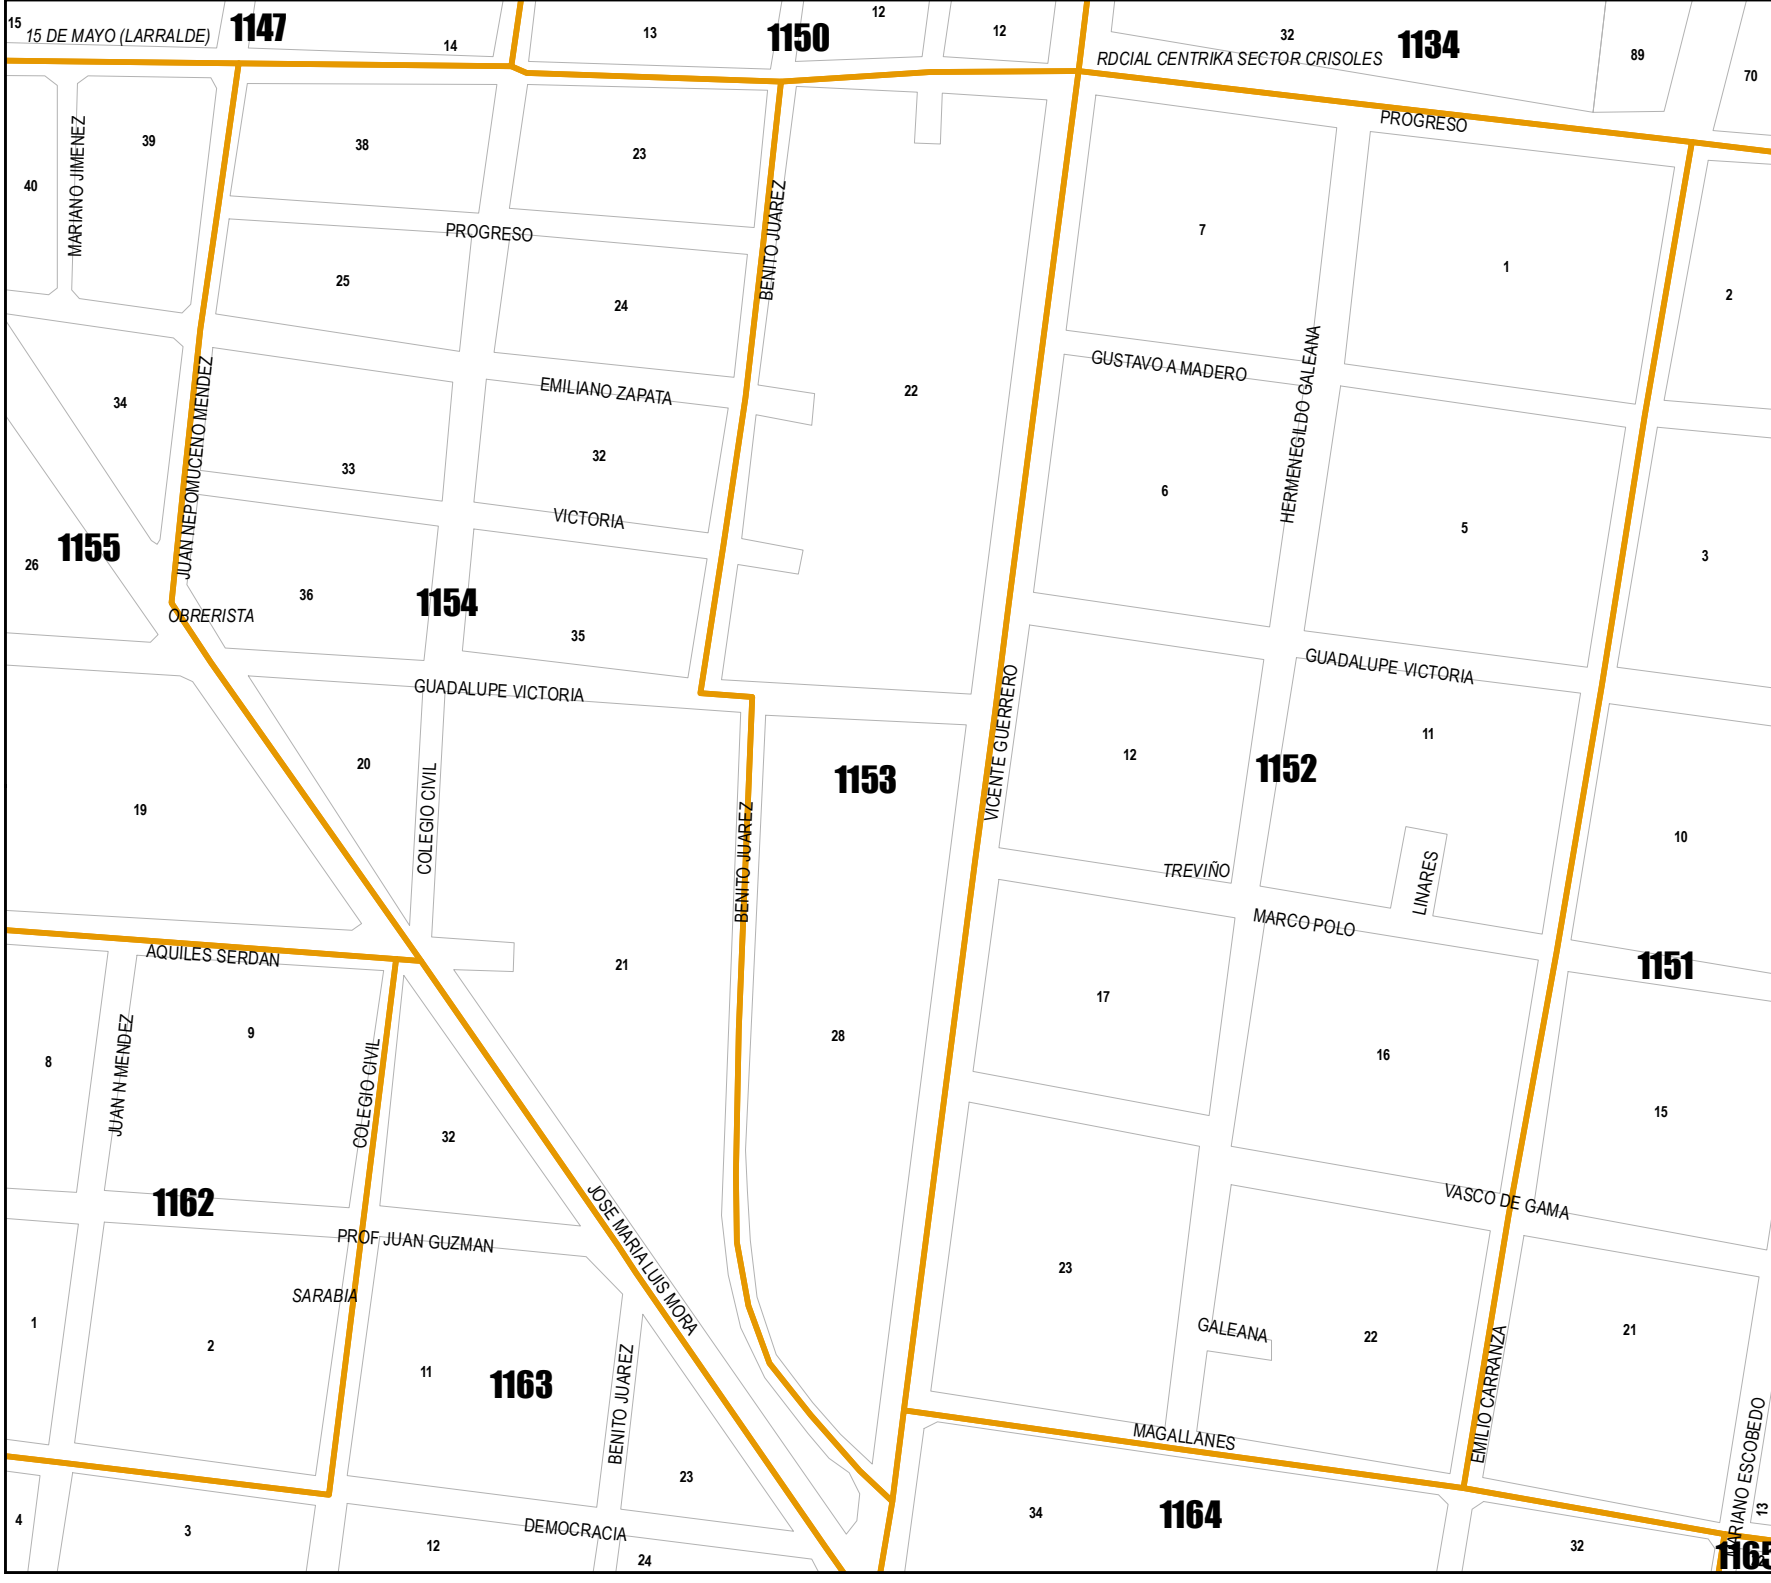 15
15 DE MAYO (LARRALDE)
1147
14
13
1150
12
12
32
1134
RDCIAL CENTRIKA SECTOR CRISOLES
89
70
PROGRESO
40
MARIANO JIMENEZ
39
38
23
PROGRESO
25
24
BENITO JUAREZ
22
7
1
2
GUSTAVO A MADERO
HERMENEGILDO GALEANA
34
JUAN NEPOMUCENO MENDEZ
EMILIANO ZAPATA
33
32
VICTORIA
6
5
3
1155
26
OBRERISTA
36
1154
35
GUADALUPE VICTORIA
GUADALUPE VICTORIA
VICENTE GUERRERO
20
COLEGIO CIVIL
19
BENITO JUAREZ
1153
12
1152
11
10
TREVIÑO
LINARES
MARCO POLO
1151
AQUILES SERDAN
21
8
JUAN N MENDEZ
9
COLEGIO CIVIL
32
28
17
16
15
1162
PROF JUAN GUZMAN
JOSE MARIA LUIS MORA
VASCO DE GAMA
SARABIA
1
2
11
1163
BENITO JUAREZ
23
GALEANA
22
21
EMILIO CARRANZA
MAGALLANES
MARIANO ESCOBEDO
13
23
4
3
12
DEMOCRACIA
24
34
1164
32
1165